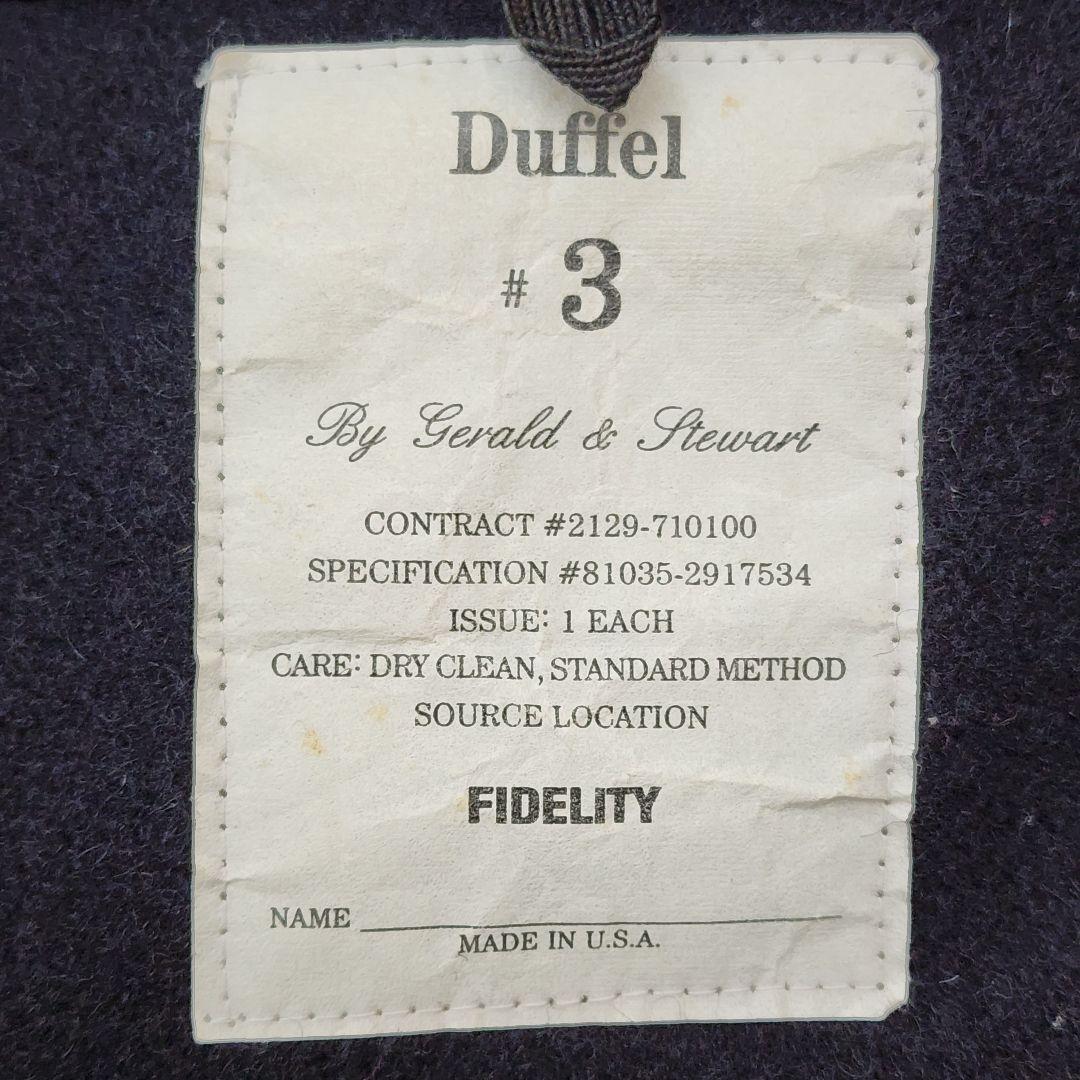 Duffel
# 3
By Gerald & Stewart
CONTRACT #2129-710100
SPECIFICATION #81035-2917534
ISSUE: 1 EACH
CARE: DRY CLEAN, STANDARD METHOD
SOURCE LOCATION
FIDELITY
NAME
MADE IN U.S.A.